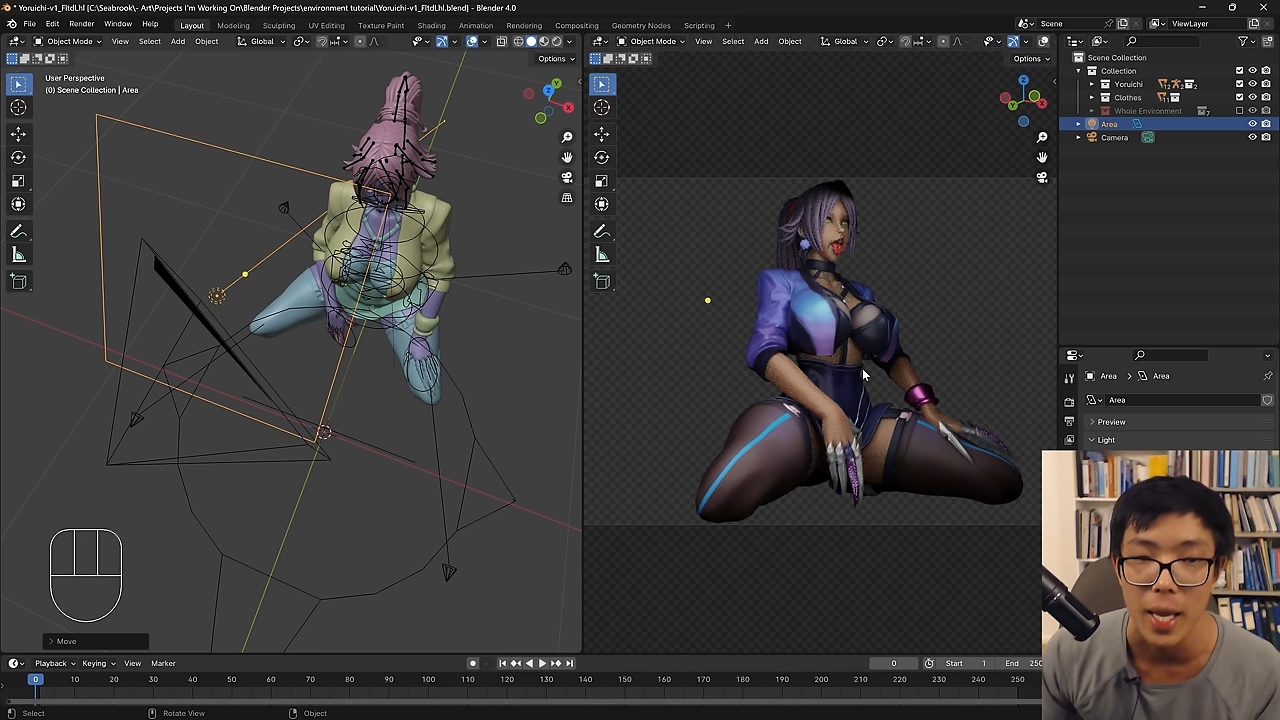 Yoruichi-v1_FItdLhI [C:\Seabrook\- Art\Projects I'm Working On\Blender Projects\environment tutorial\Yoruichi-v1_FItdLhI.blend] - Blender 4.0
File Edit Render Window Help Layout Modeling Sculpting UV Editing Texture Paint Shading Animation Rendering Compositing Geometry Nodes Scripting + Scene ViewLayer
Object Mode View Select Add Object Global Object Mode View Select Add Object Global
Options Options
User Perspective
(0) Scene Collection | Area
Scene Collection
Collection
Yoruichi
Clothes
Whole Environment
Area
Camera
Area Area
Area
Preview
Light
Move
Playback Keying View Marker 0 Start 1 End 250
0 10 20 30 40 50 60 70 80 90 100 110 120 130 140 150 160 170 180 190 200 210 220 230 240 250
Select Rotate View Object